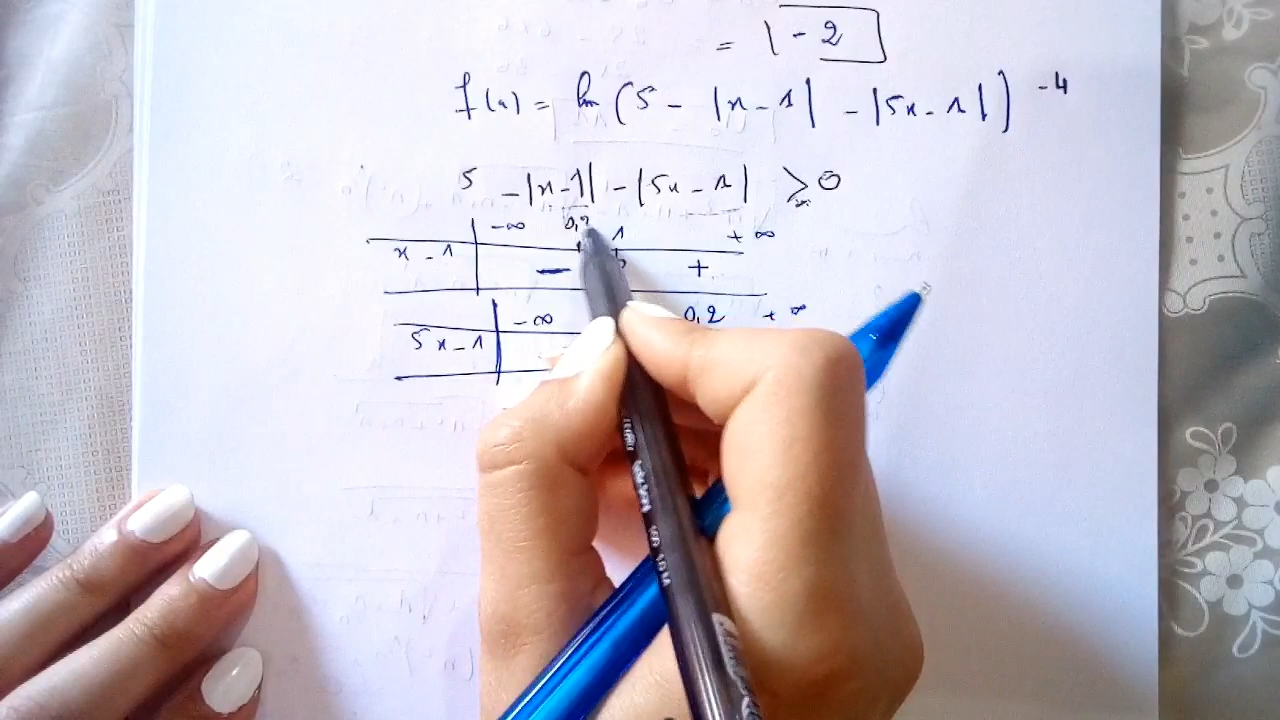 = | - 2
f(x) = ln (5 - |x - 1| - |5x - 1|) - 4
5 - |x - 1| - |5x - 1| ≥ 0
-∞ 0,2 1 +∞
x - 1 - +
-∞ 0,2 +∞
5x - 1